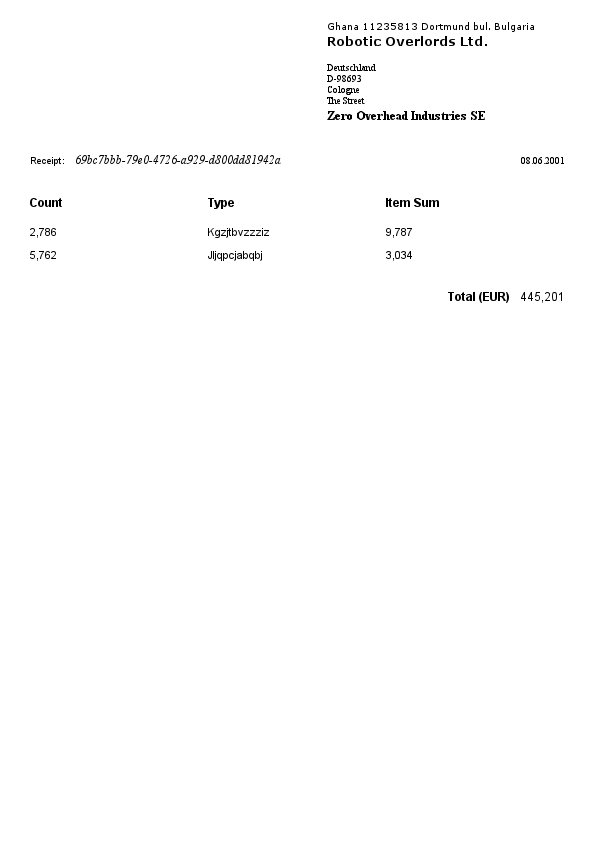 Ghana 11235813 Dortmund bul. Bulgaria
Robotic Overlords Ltd.
Deutschland
D-98693
Cologne
The Street
Zero Overhead Industries SE
Receipt: 69bc7bbb-79e0-4726-a929-d800dd81942a 08.06.2001
Count Type Item Sum
2,786 Kgzjtbvzzziz 9,787
5,762 Jljqpcjabqbj 3,034
Total (EUR) 445,201